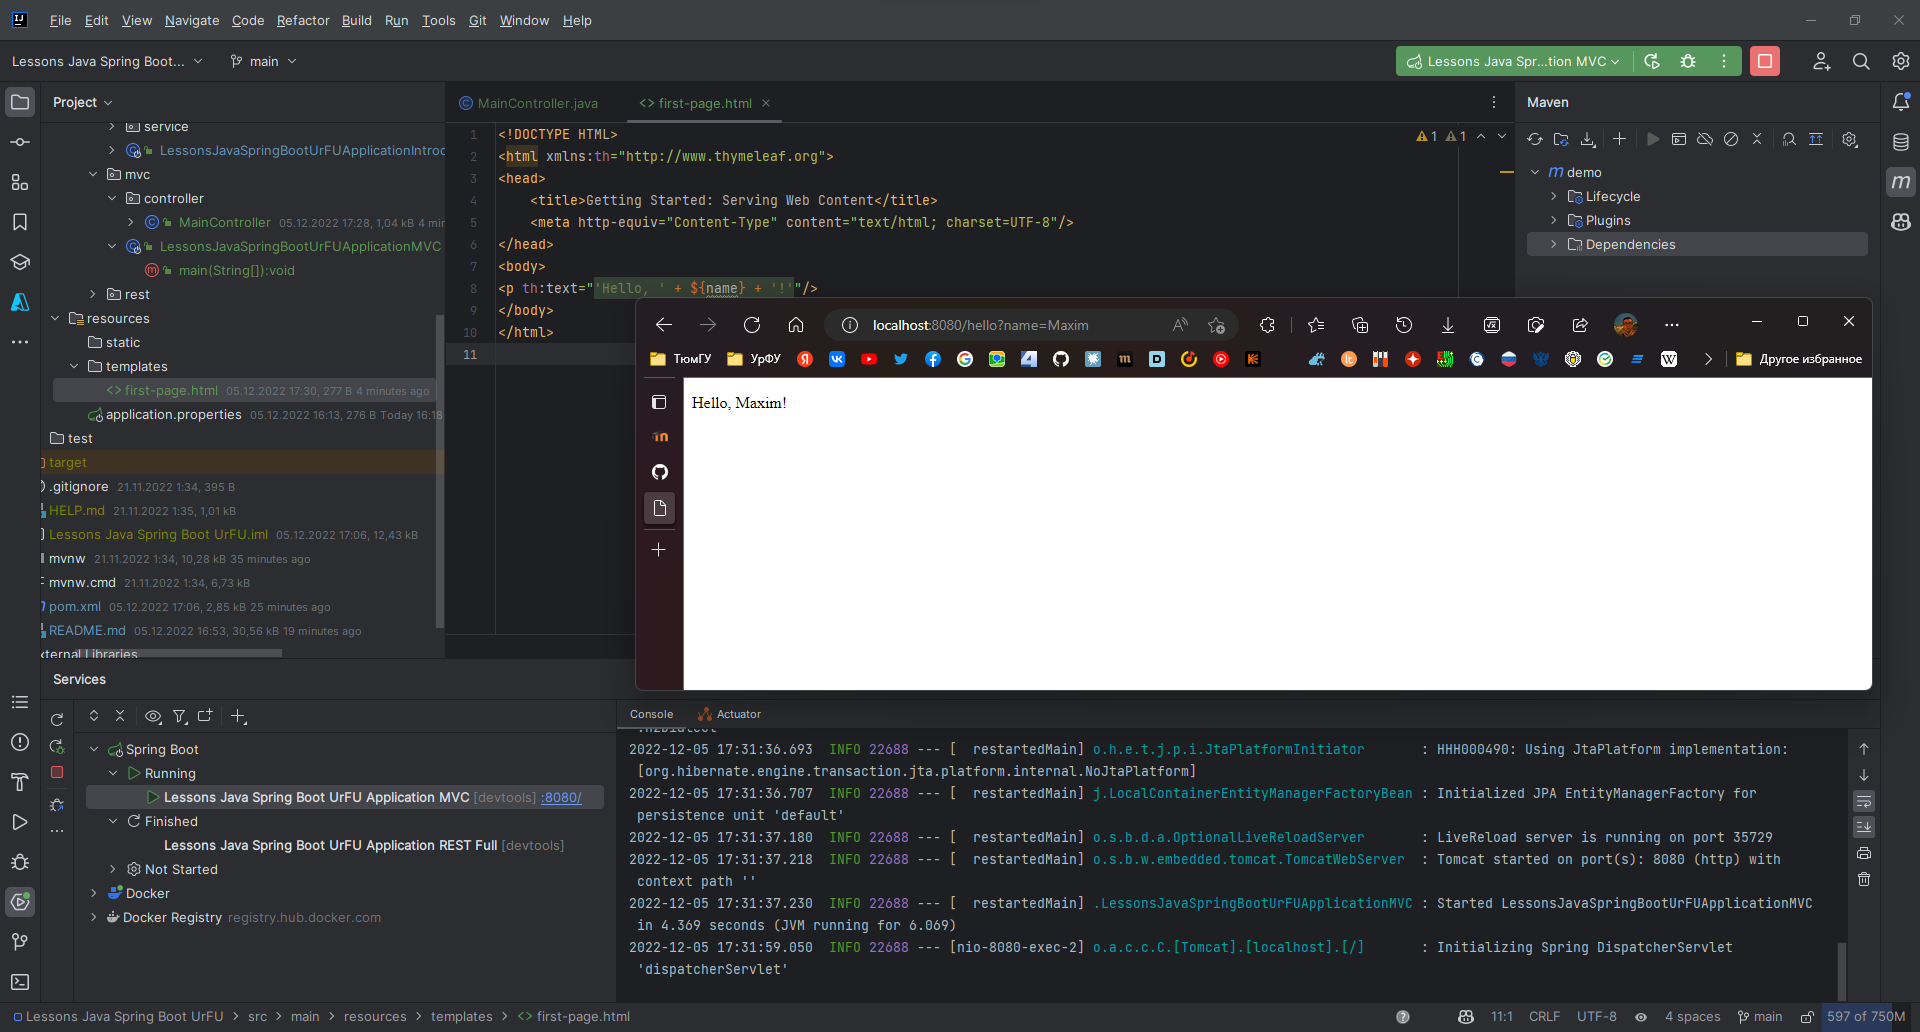 File Edit View Navigate Code Refactor Build Run Tools Git Window Help
Lessons Java Spring Boot... main
Lessons Java Spr...tion MVC
Project
service
LessonsJavaSpringBootUrFUApplicationIntroc
mvc
controller
MainController 05.12.2022 17:28, 1,04 kB 4 mir
LessonsJavaSpringBootUrFUApplicationMVC
main(String[]):void
rest
resources
static
templates
first-page.html 05.12.2022 17:30, 277 B 4 minutes ago
application.properties 05.12.2022 16:13, 276 B Today 16:18
test
target
.gitignore 21.11.2022 1:34, 395 B
HELP.md 21.11.2022 1:35, 1,01 kB
Lessons Java Spring Boot UrFU.iml 05.12.2022 17:06, 12,43 kB
mvnw 21.11.2022 1:34, 10,28 kB 35 minutes ago
mvnw.cmd 21.11.2022 1:34, 6,73 kB
pom.xml 05.12.2022 17:06, 2,85 kB 25 minutes ago
README.md 05.12.2022 16:53, 30,56 kB 19 minutes ago
xternal Libraries
MainController.java <> first-page.html
1 <!DOCTYPE HTML>
2 <html xmlns:th="http://www.thymeleaf.org">
3 <head>
4 <title>Getting Started: Serving Web Content</title>
5 <meta http-equiv="Content-Type" content="text/html; charset=UTF-8"/>
6 </head>
7 <body>
8 <p th:text="'Hello, ' + ${name} + '!'"/>
9 </body>
10 </html>
11
1 1
Maven
demo
Lifecycle
Plugins
Dependencies
localhost:8080/hello?name=Maxim
ТюмГУ УрФУ Другое избранное
Hello, Maxim!
Services
Spring Boot
Running
Lessons Java Spring Boot UrFU Application MVC [devtools] :8080/
Finished
Lessons Java Spring Boot UrFU Application REST Full [devtools]
Not Started
Docker
Docker Registry registry.hub.docker.com
Console Actuator
2022-12-05 17:31:36.693 INFO 22688 --- [ restartedMain] o.h.e.t.j.p.i.JtaPlatformInitiator : HHH000490: Using JtaPlatform implementation:
[org.hibernate.engine.transaction.jta.platform.internal.NoJtaPlatform]
2022-12-05 17:31:36.707 INFO 22688 --- [ restartedMain] j.LocalContainerEntityManagerFactoryBean : Initialized JPA EntityManagerFactory for
persistence unit 'default'
2022-12-05 17:31:37.180 INFO 22688 --- [ restartedMain] o.s.b.d.a.OptionalLiveReloadServer : LiveReload server is running on port 35729
2022-12-05 17:31:37.218 INFO 22688 --- [ restartedMain] o.s.b.w.embedded.tomcat.TomcatWebServer : Tomcat started on port(s): 8080 (http) with
context path ''
2022-12-05 17:31:37.230 INFO 22688 --- [ restartedMain] .LessonsJavaSpringBootUrFUApplicationMVC : Started LessonsJavaSpringBootUrFUApplicationMVC
in 4.369 seconds (JVM running for 6.069)
2022-12-05 17:31:59.050 INFO 22688 --- [nio-8080-exec-2] o.a.c.c.C.[Tomcat].[localhost].[/] : Initializing Spring DispatcherServlet
'dispatcherServlet'
Lessons Java Spring Boot UrFU > src > main > resources > templates > <> first-page.html
11:1 CRLF UTF-8 4 spaces main 597 of 750M